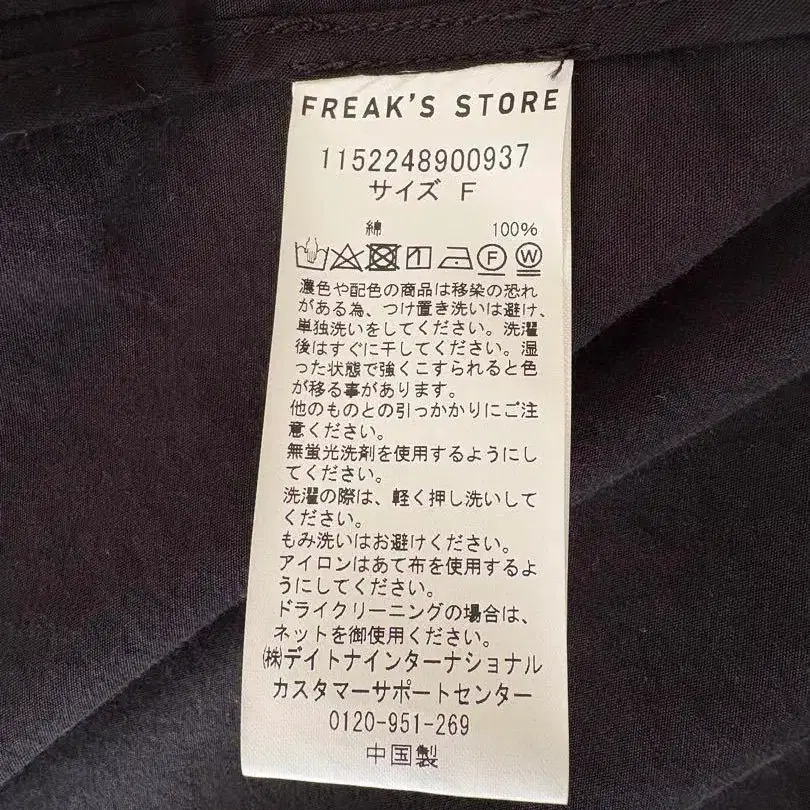 FREAK'S STORE
1152248900937
サイズ F
綿 100%
F W
濃色や配色の商品は移染の恐れ
がある為、つけ置き洗いは避け、
単独洗いをしてください。洗濯
後はすぐに干してください。湿
った状態で強くこすられると色
が移る事があります。
他のものとの引っかかりにご注
意ください。
無蛍光洗剤を使用するようにし
てください。
洗濯の際は、軽く押し洗いして
ください。
もみ洗いはお避けください。
アイロンはあて布を使用するよ
うにしてください。
ドライクリーニングの場合は、
ネットを御使用ください。
㈱デイトナインターナショナル
カスタマーサポートセンター
0120-951-269
中国製